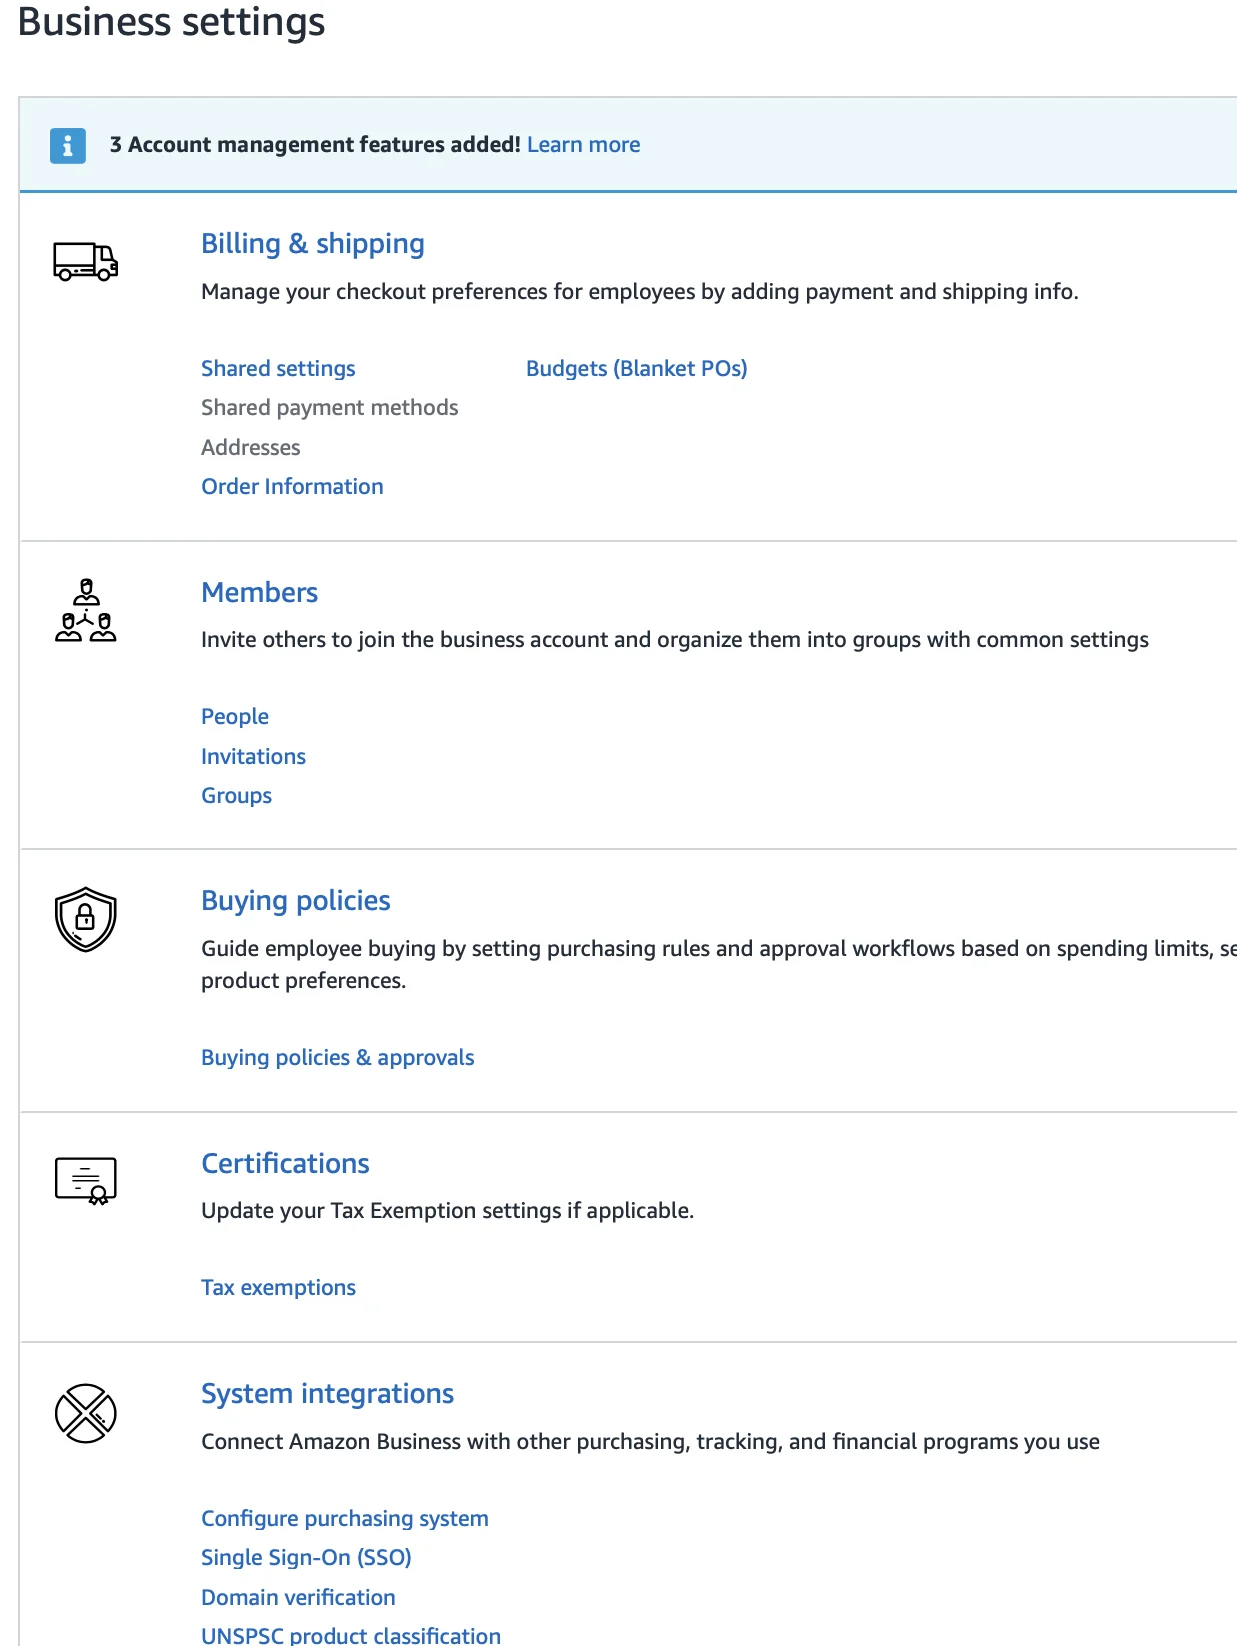 Business settings
3 Account management features added! Learn more
Billing & shipping
Manage your checkout preferences for employees by adding payment and shipping info.
Shared settings
Budgets (Blanket POs)
Shared payment methods
Addresses
Order Information
Members
Invite others to join the business account and organize them into groups with common settings
People
Invitations
Groups
Buying policies
Guide employee buying by setting purchasing rules and approval workflows based on spending limits,
product preferences.
Buying policies & approvals
Certifications
Update your Tax Exemption settings if applicable.
Tax exemptions
System integrations
Connect Amazon Business with other purchasing, tracking, and financial programs you use
Configure purchasing system
Single Sign-On (SSO)
Domain verification
UNSPSC product classification